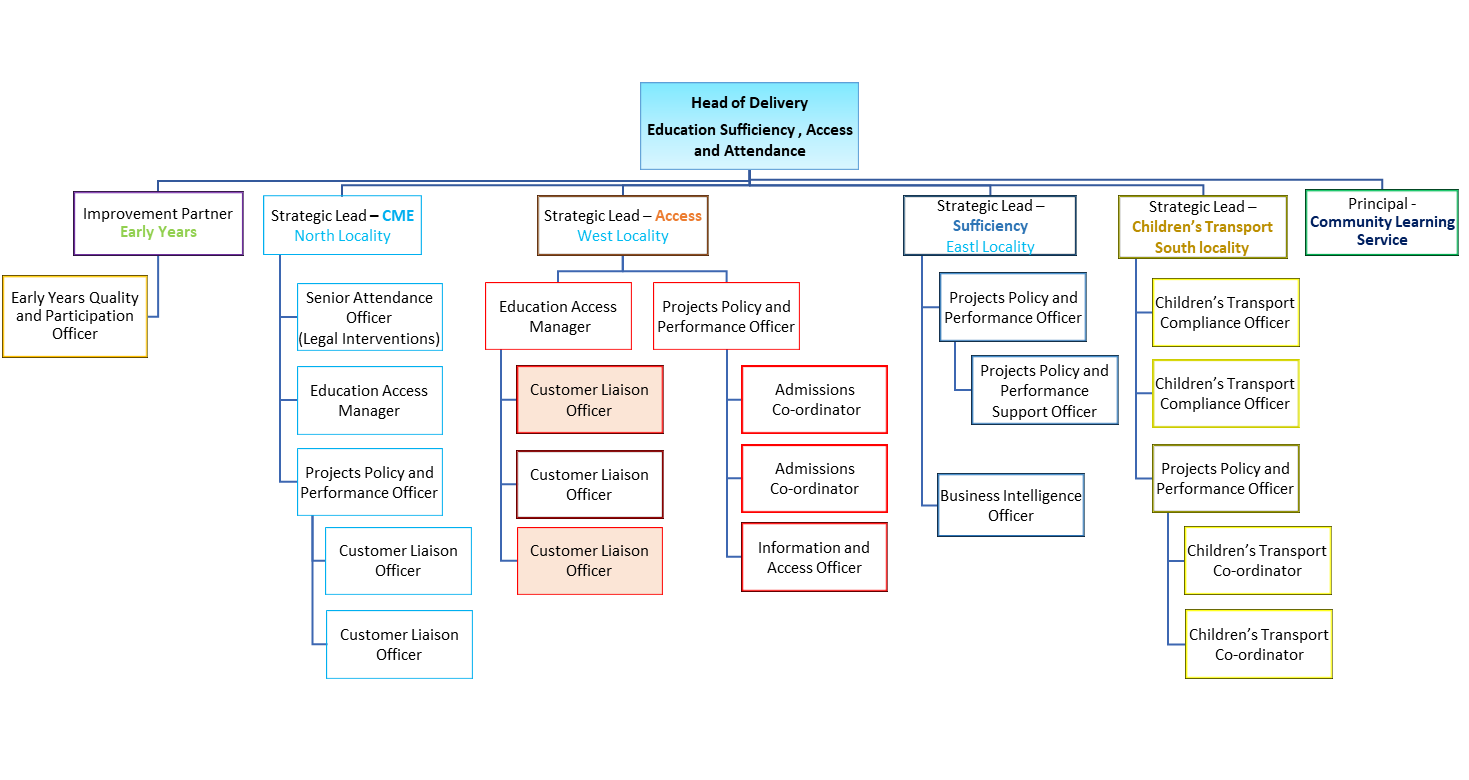 Head of Delivery
Education Sufficiency , Access
and Attendance
Improvement Partner
Early Years
Early Years Quality
and Participation
Officer
Strategic Lead – CME
North Locality
Senior Attendance
Officer
(Legal Interventions)
Education Access
Manager
Projects Policy and
Performance Officer
Customer Liaison
Officer
Customer Liaison
Officer
Strategic Lead – Access
West Locality
Education Access
Manager
Customer Liaison
Officer
Customer Liaison
Officer
Customer Liaison
Officer
Projects Policy and
Performance Officer
Admissions
Co-ordinator
Admissions
Co-ordinator
Information and
Access Officer
Strategic Lead –
Sufficiency
Eastl Locality
Projects Policy and
Performance Officer
Projects Policy and
Performance
Support Officer
Business Intelligence
Officer
Strategic Lead –
Children’s Transport
South locality
Children’s Transport
Compliance Officer
Children’s Transport
Compliance Officer
Projects Policy and
Performance Officer
Children’s Transport
Co-ordinator
Children’s Transport
Co-ordinator
Principal -
Community Learning
Service